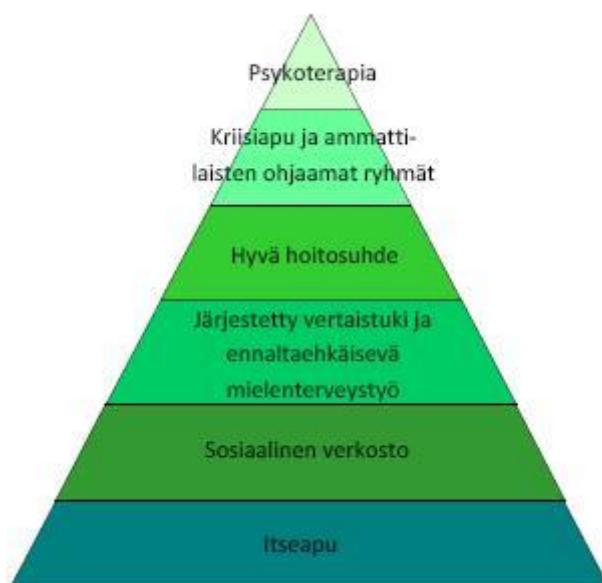 Psykoterapia
Kriisiapu ja ammatti-
laisten ohjaamat ryhmät
Hyvä hoitosuhde
Järjestetty vertaistuki ja
ennaltaehkäisevä
mielenterveystyö
Sosiaalinen verkosto
Itseapu